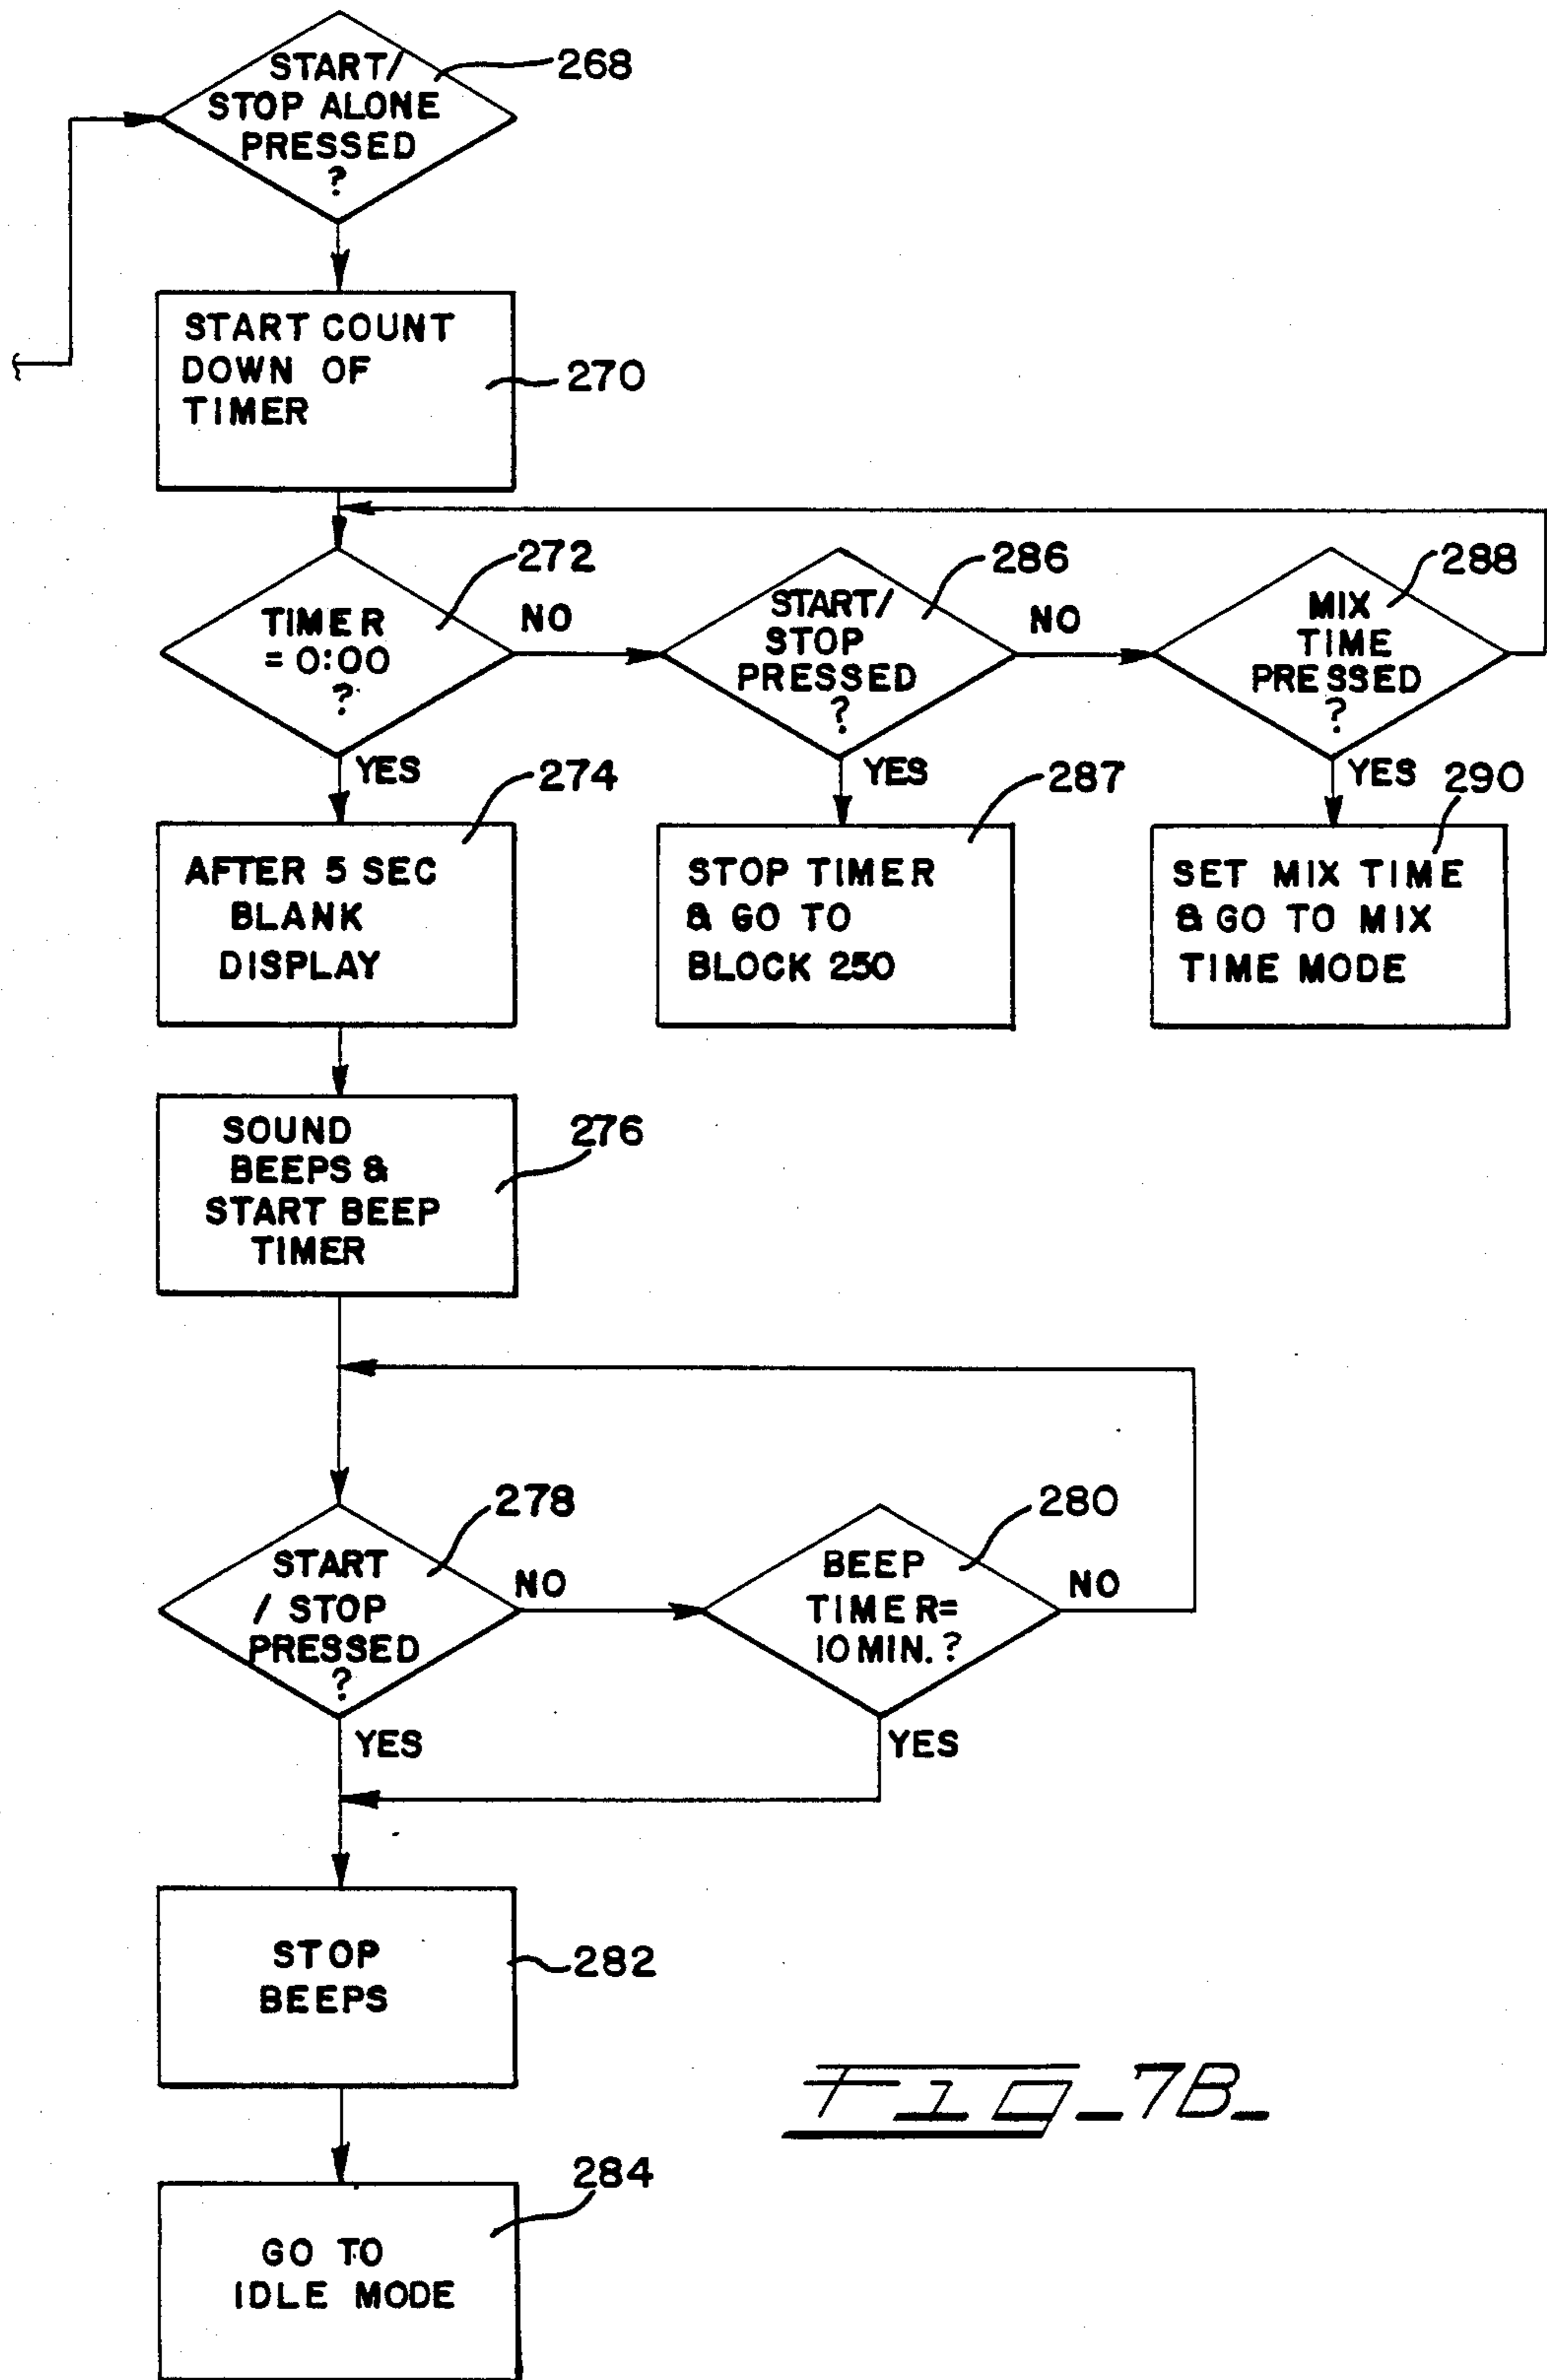 START/
STOP ALONE
PRESSED
?
268
START COUNT
DOWN OF
TIMER
270
TIMER
= 0:00
?
272
NO
START/
STOP
PRESSED
?
286
NO
MIX
TIME
PRESSED
?
288
YES
YES
YES
274
287
290
AFTER 5 SEC
BLANK
DISPLAY
STOP TIMER
& GO TO
BLOCK 250
SET MIX TIME
& GO TO MIX
TIME MODE
SOUND
BEEPS &
START BEEP
TIMER
276
START
/ STOP
PRESSED
?
278
NO
BEEP
TIMER=
10 MIN. ?
280
NO
YES
YES
STOP
BEEPS
282
GO TO
IDLE MODE
284
Fig_7B_